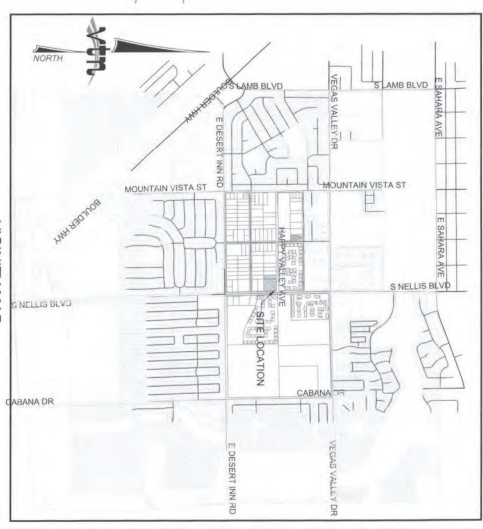 NORTH
S LAMB BLVD
S LAMB BLVD
BOULDER HWY
E DESERT INN RD
VEGAS VALLEY DR
E SAHARA AVE
MOUNTAIN VISTA ST
MOUNTAIN VISTA ST
BOULDER HWY
HAPPY VALLEY AVE
E SAHARA AVE
S NELLIS BLVD
S NELLIS BLVD
SITE LOCATION
CABANA DR
CABANA DR
E DESERT INN RD
VEGAS VALLEY DR